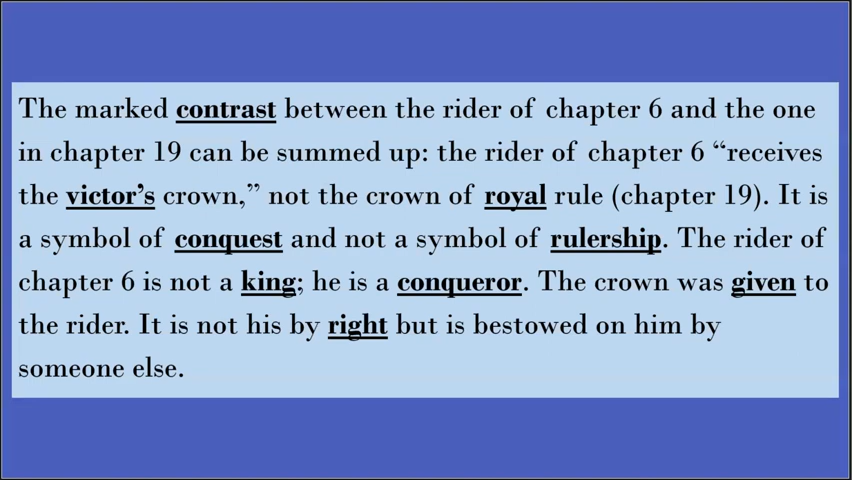 The marked contrast between the rider of chapter 6 and the one
in chapter 19 can be summed up: the rider of chapter 6 “receives
the victor’s crown,” not the crown of royal rule (chapter 19). It is
a symbol of conquest and not a symbol of rulership. The rider of
chapter 6 is not a king; he is a conqueror. The crown was given to
the rider. It is not his by right but is bestowed on him by
someone else.